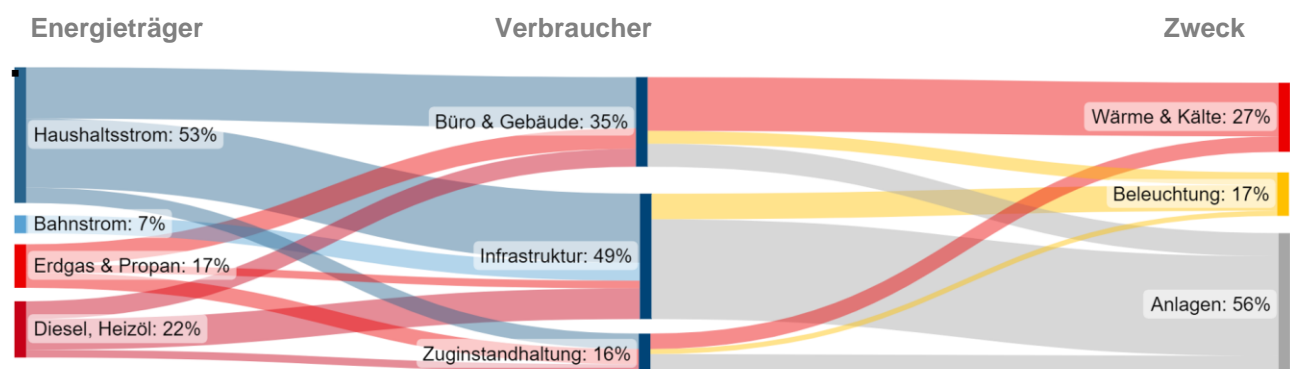 Energieträger Verbraucher Zweck
Haushaltsstrom: 53%
Bahnstrom: 7%
Erdgas & Propan: 17%
Diesel, Heizöl: 22%
Büro & Gebäude: 35%
Infrastruktur: 49%
Zuginstandhaltung: 16%
Wärme & Kälte: 27%
Beleuchtung: 17%
Anlagen: 56%